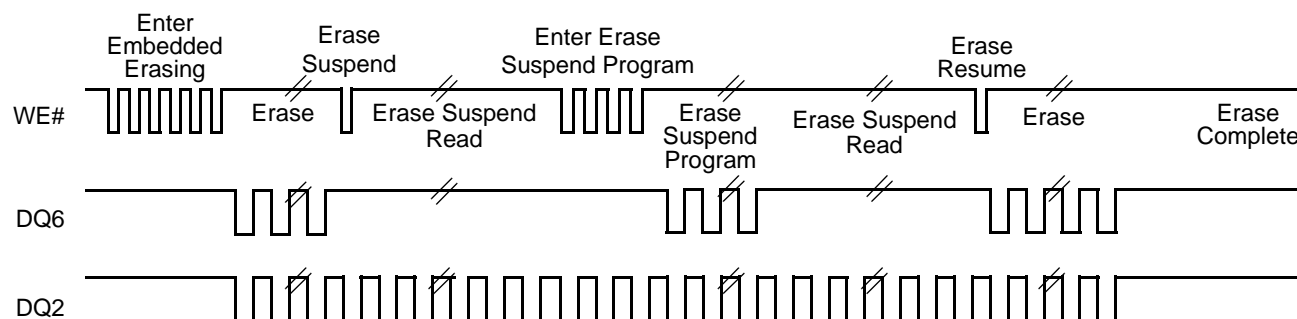 Enter
Embedded
Erasing
Erase
Suspend
Enter Erase
Suspend Program
Erase
Resume
WE#
Erase
Erase Suspend
Read
Erase
Suspend
Program
Erase Suspend
Read
Erase
Erase
Complete
DQ6
DQ2